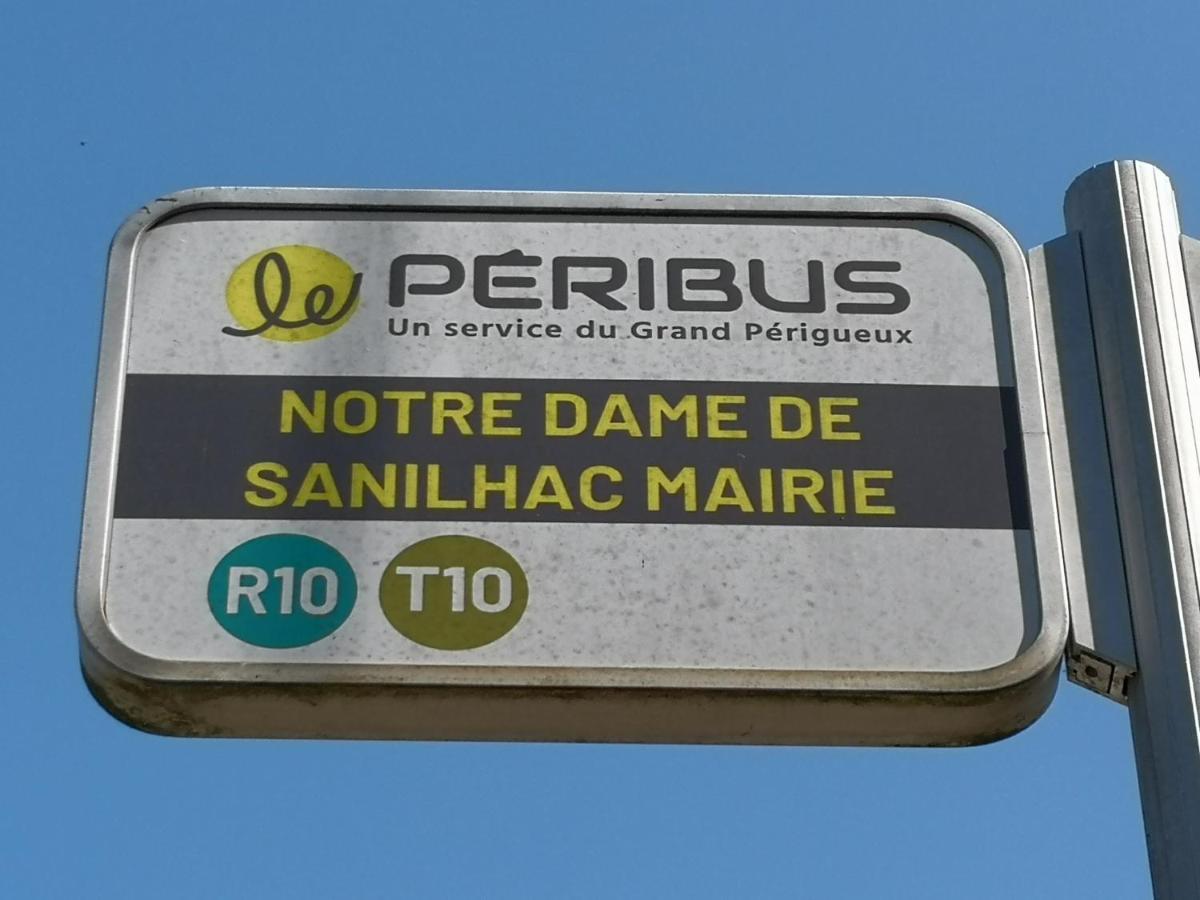 le PÉRIBUS
Un service du Grand Périgueux
NOTRE DAME DE
SANILHAC MAIRIE
R10 T10